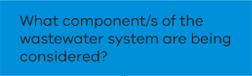 What component/s of the
wastewater system are being
considered?